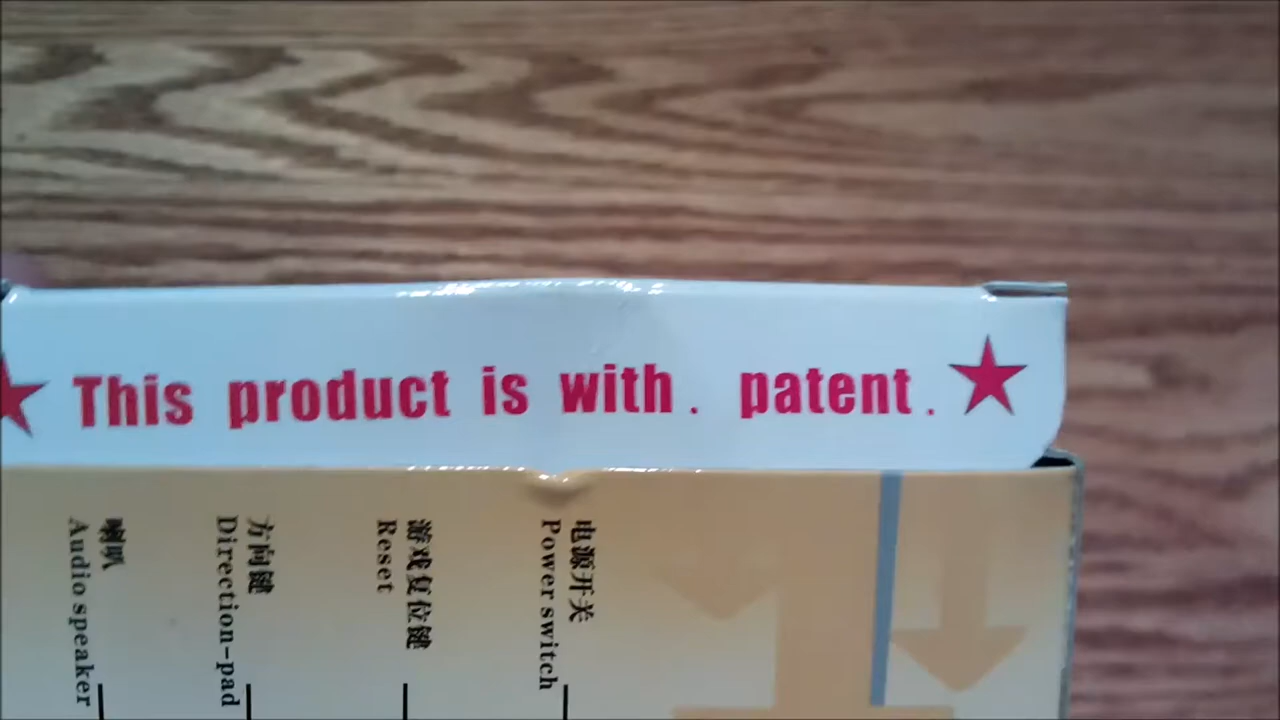 This product is with. patent.
电源开关
Power switch
游戏复位键
Reset
方向键
Direction-pad
喇叭
Audio speaker